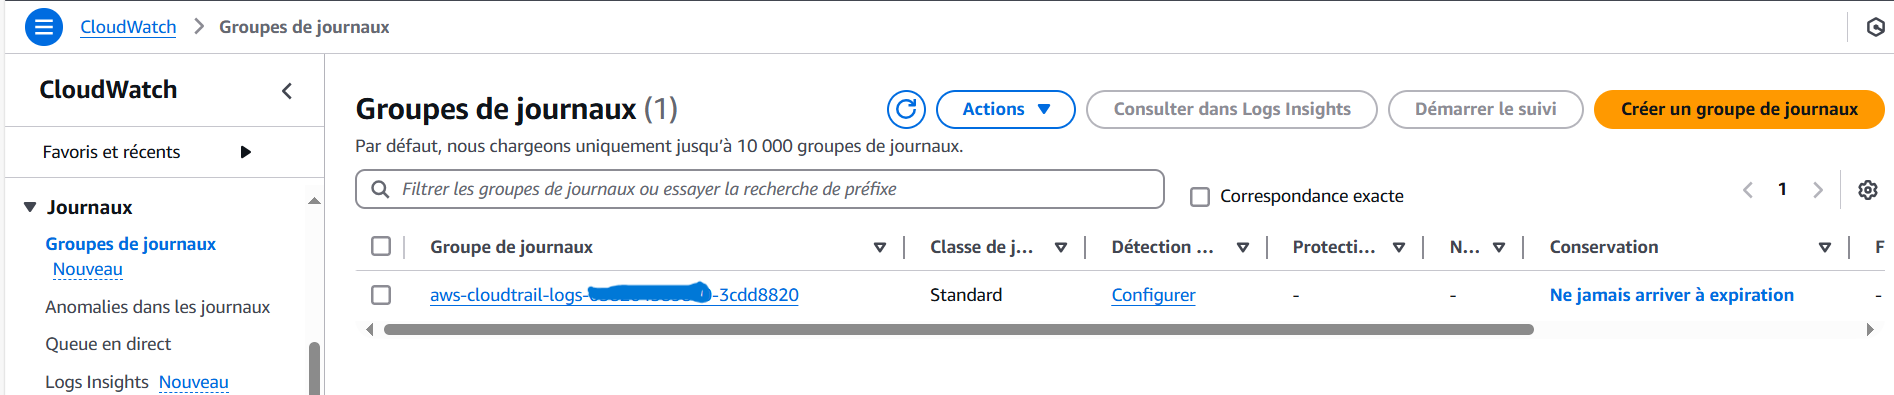 CloudWatch > Groupes de journaux
CloudWatch
Favoris et récents
Journaux
Groupes de journaux
Nouveau
Anomalies dans les journaux
Queue en direct
Logs Insights Nouveau
Groupes de journaux (1)
Actions
Consulter dans Logs Insights
Démarrer le suivi
Créer un groupe de journaux
Par défaut, nous chargeons uniquement jusqu'à 10 000 groupes de journaux.
Filtrer les groupes de journaux ou essayer la recherche de préfixe
Correspondance exacte
1
Groupe de journaux Classe de j... Détection ... Protecti... N... Conservation F
aws-cloudtrail-logs- -3cdd8820 Standard Configurer - - Ne jamais arriver à expiration -